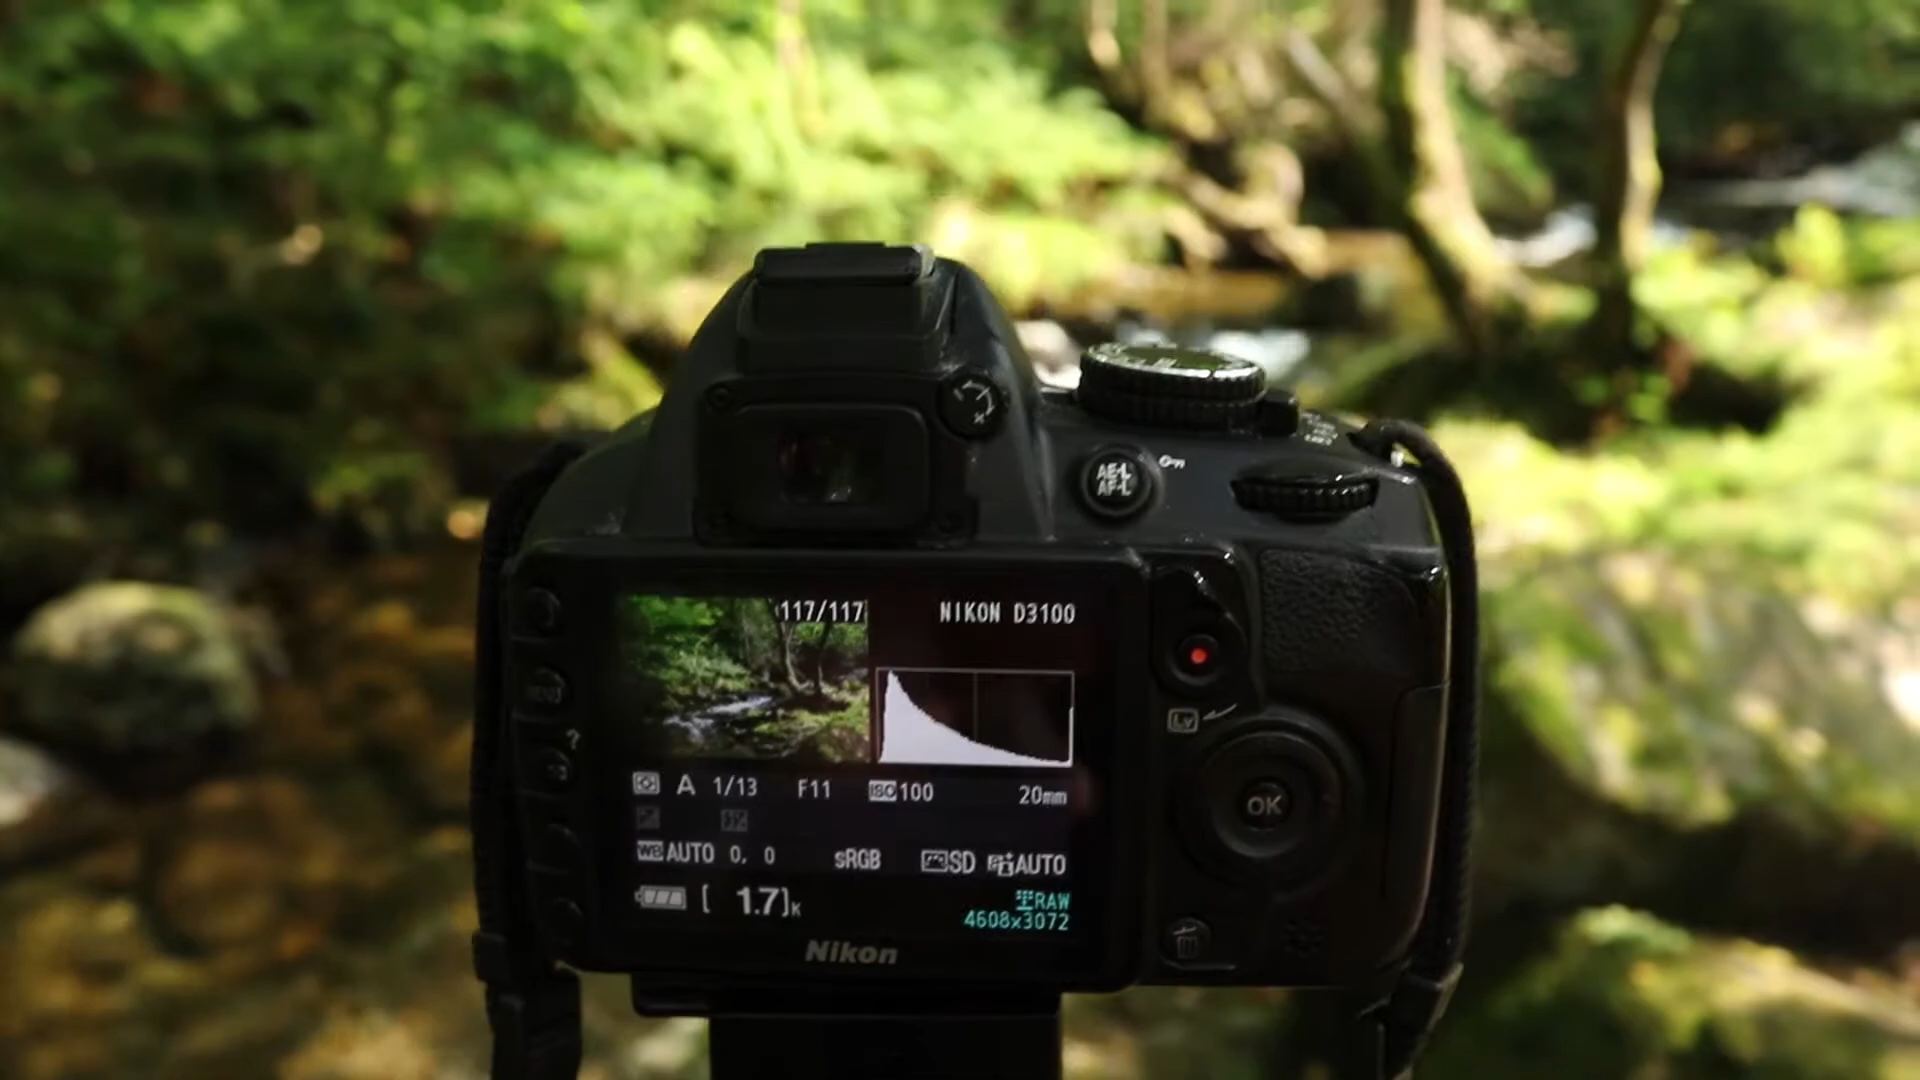 AE-L
AF-L
117/117
NIKON D3100
Lv
MENU
?
A 1/13 F11 ISO 100 20mm
OK
WB AUTO 0, 0 sRGB SD AUTO
[ 1.7]K
RAW
4608x3072
Nikon